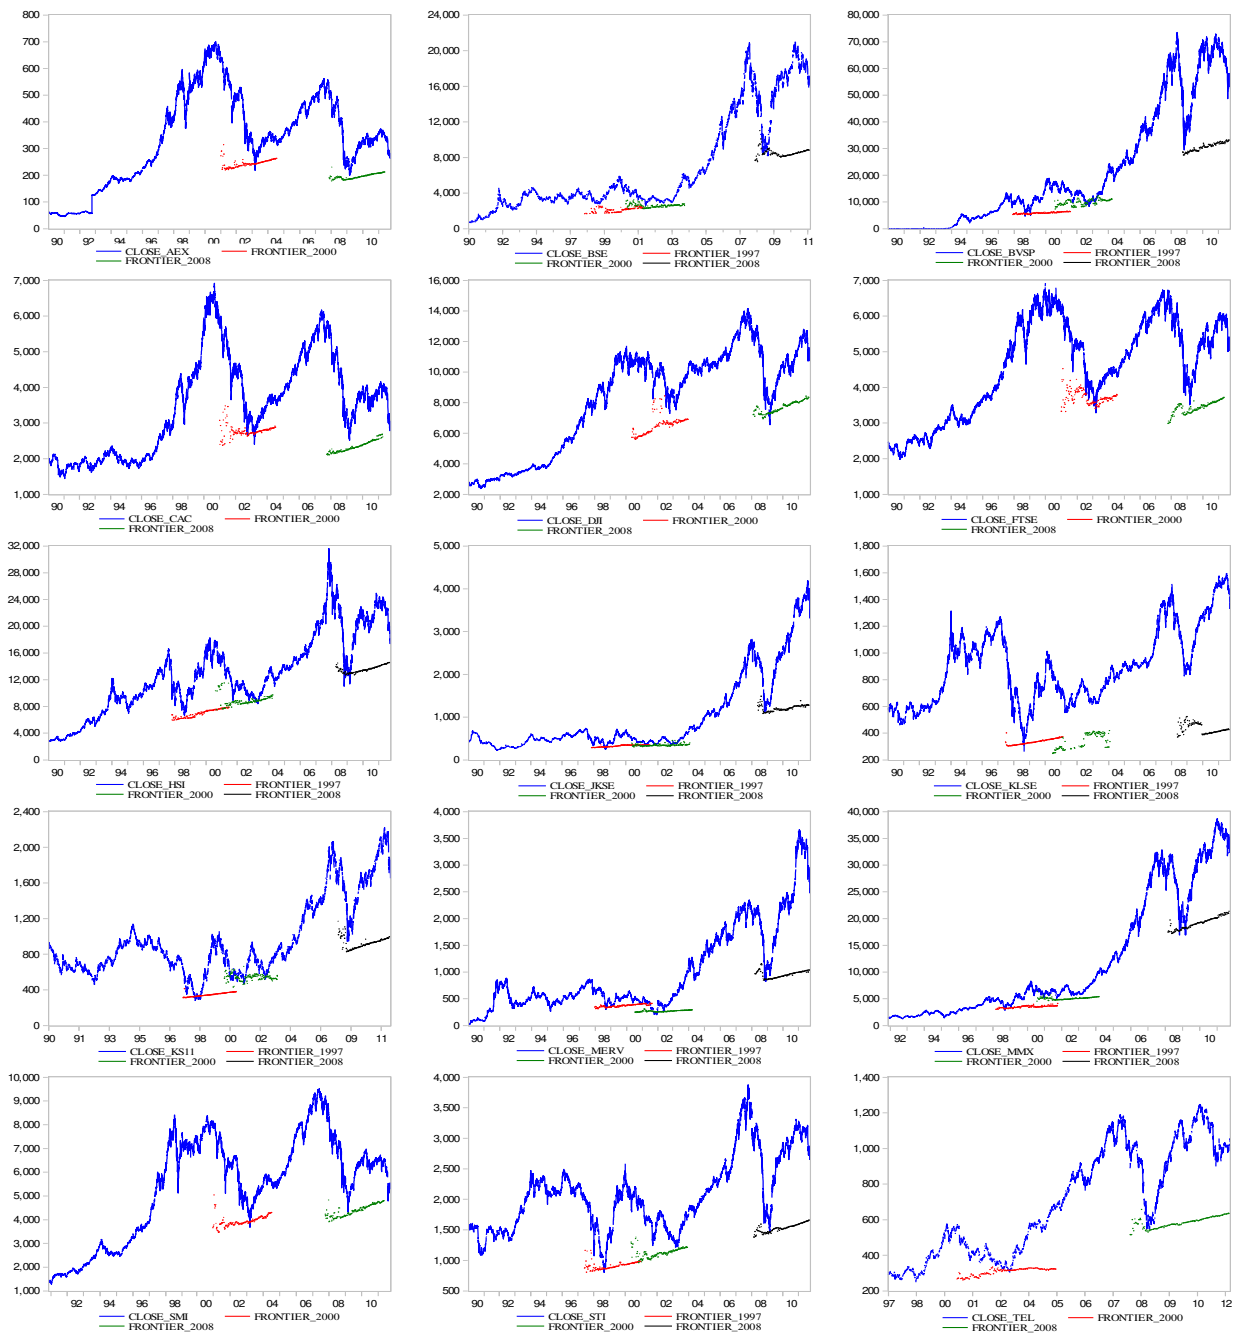 800
700
600
500
400
300
200
100
0
90 92 94 96 98 00 02 04 06 08 10
CLOSE_AEX FRONTIER_2000
FRONTIER_2008
24,000
20,000
16,000
12,000
8,000
4,000
0
90 92 95 97 99 01 03 05 07 09 11
CLOSE_BSE FRONTIER_1997
FRONTIER_2000 FRONTIER_2008
80,000
70,000
60,000
50,000
40,000
30,000
20,000
10,000
0
90 92 94 96 98 00 02 04 06 08 10
CLOSE_BVSP FRONTIER_1997
FRONTIER_2000 FRONTIER_2008
7,000
6,000
5,000
4,000
3,000
2,000
1,000
90 92 94 96 98 00 02 04 06 08 10
CLOSE_CAC FRONTIER_2000
FRONTIER_2008
16,000
14,000
12,000
10,000
8,000
6,000
4,000
2,000
90 92 94 96 98 00 02 04 06 08 10
CLOSE_DJI FRONTIER_2000
FRONTIER_2008
7,000
6,000
5,000
4,000
3,000
2,000
1,000
90 92 94 96 98 00 02 04 06 08 10
CLOSE_FTSE FRONTIER_2000
FRONTIER_2008
32,000
28,000
24,000
20,000
16,000
12,000
8,000
4,000
0
90 92 94 96 98 00 02 04 06 08 10
CLOSE_HSI FRONTIER_1997
FRONTIER_2000 FRONTIER_2008
5,000
4,000
3,000
2,000
1,000
0
90 92 94 96 98 00 02 04 06 08 10
CLOSE_JKSE FRONTIER_1997
FRONTIER_2000 FRONTIER_2008
1,800
1,600
1,400
1,200
1,000
800
600
400
200
90 92 94 96 98 00 02 04 06 08 10
CLOSE_KLSE FRONTIER_1997
FRONTIER_2000 FRONTIER_2008
2,400
2,000
1,600
1,200
800
400
0
90 91 93 95 96 98 00 02 04 07 09 11
CLOSE_KS11 FRONTIER_1997
FRONTIER_2000 FRONTIER_2008
4,000
3,500
3,000
2,500
2,000
1,500
1,000
500
0
90 92 94 96 98 00 02 04 06 08 10
CLOSE_MERV FRONTIER_1997
FRONTIER_2000 FRONTIER_2008
40,000
35,000
30,000
25,000
20,000
15,000
10,000
5,000
0
92 94 96 98 00 02 04 06 08 10
CLOSE_MMX FRONTIER_1997
FRONTIER_2000 FRONTIER_2008
10,000
9,000
8,000
7,000
6,000
5,000
4,000
3,000
2,000
1,000
92 94 96 98 00 02 04 06 08 10
CLOSE_SMI FRONTIER_2000
FRONTIER_2008
4,000
3,500
3,000
2,500
2,000
1,500
1,000
500
90 92 94 96 98 00 02 04 06 08 10
CLOSE_STI FRONTIER_1997
FRONTIER_2000 FRONTIER_2008
1,400
1,200
1,000
800
600
400
200
97 98 00 01 02 04 05 06 07 08 09 10 12
CLOSE_TEL FRONTIER_2000
FRONTIER_2008